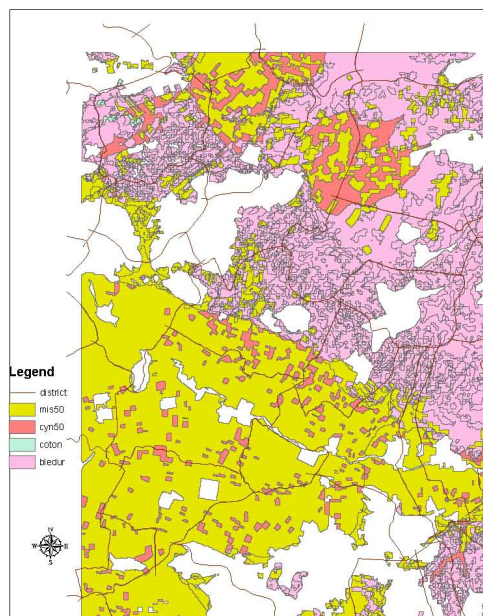 Legend
district
mis50
cyn50
coton
bledur
N
W E
S